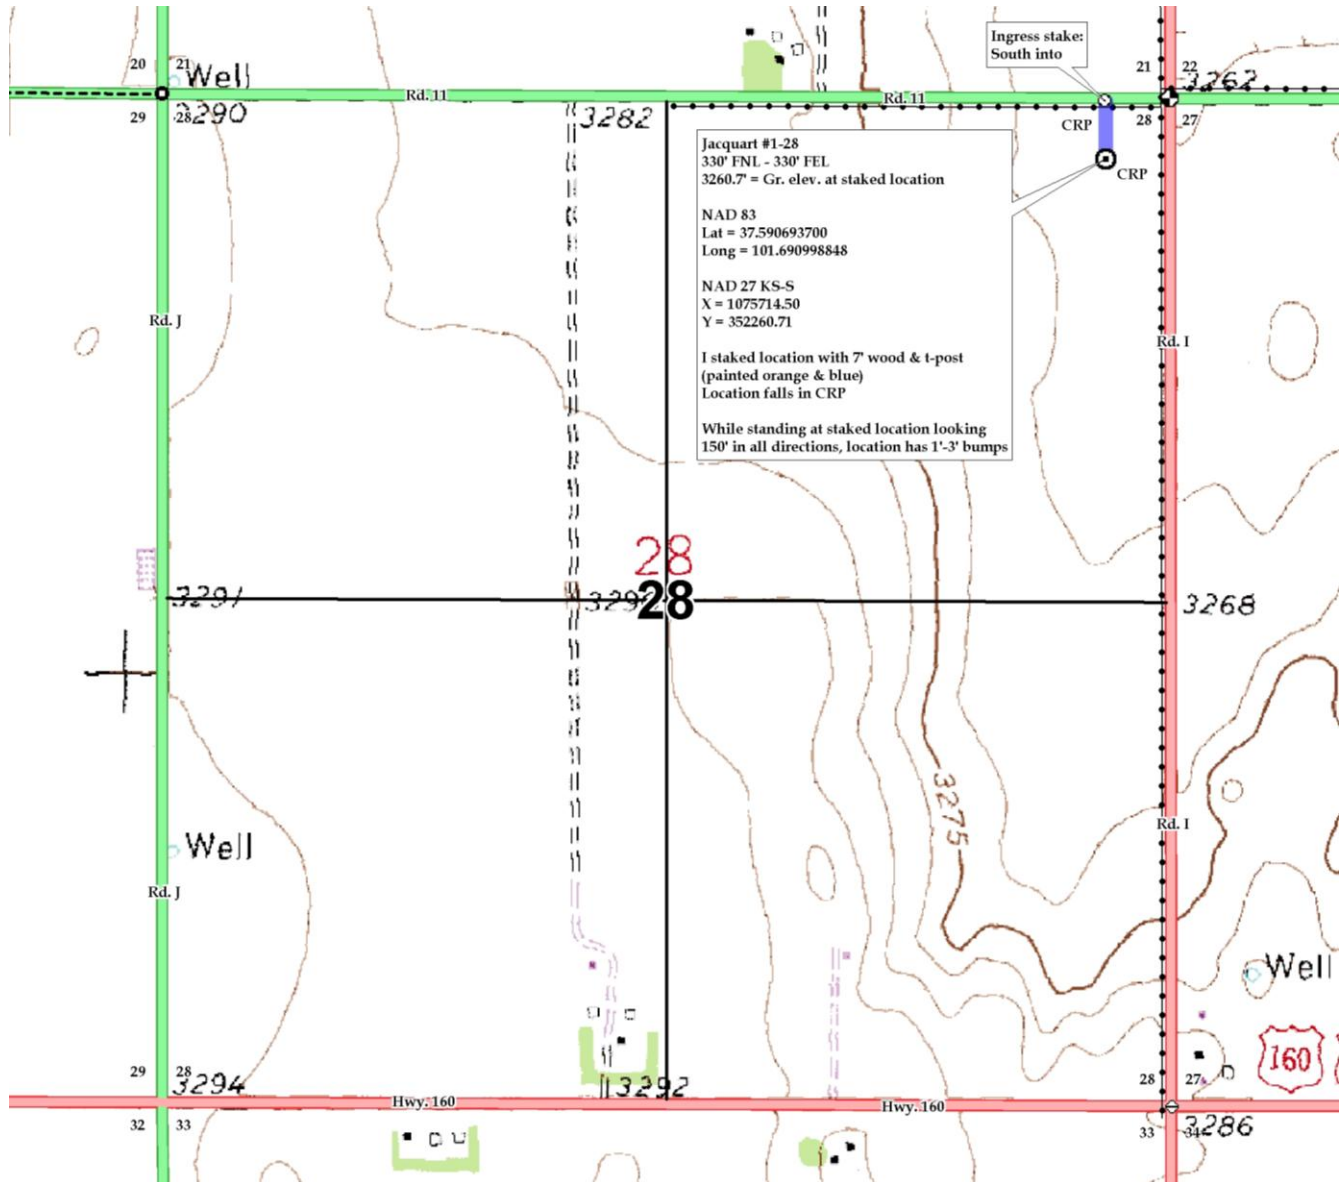 Ingress stake:
South into
20 21
Well
21 22
3262
Rd. 11
Rd. 11
29 28
3290
3282
CRP
28 27
CRP
Jacquart #1-28
330' FNL - 330' FEL
3260.7' = Gr. elev. at staked location
NAD 83
Lat = 37.590693700
Long = 101.690998848
NAD 27 KS-S
X = 1075714.50
Y = 352260.71
I staked location with 7' wood & t-post
(painted orange & blue)
Location falls in CRP
While standing at staked location looking
150' in all directions, location has 1'-3' bumps
Rd. J
Rd. I
28
3291
28
3268
3275
Rd. I
Well
Rd. J
Well
160
29 28
3294
3292
28 27
Hwy. 160
Hwy. 160
32 33
33 34
3286